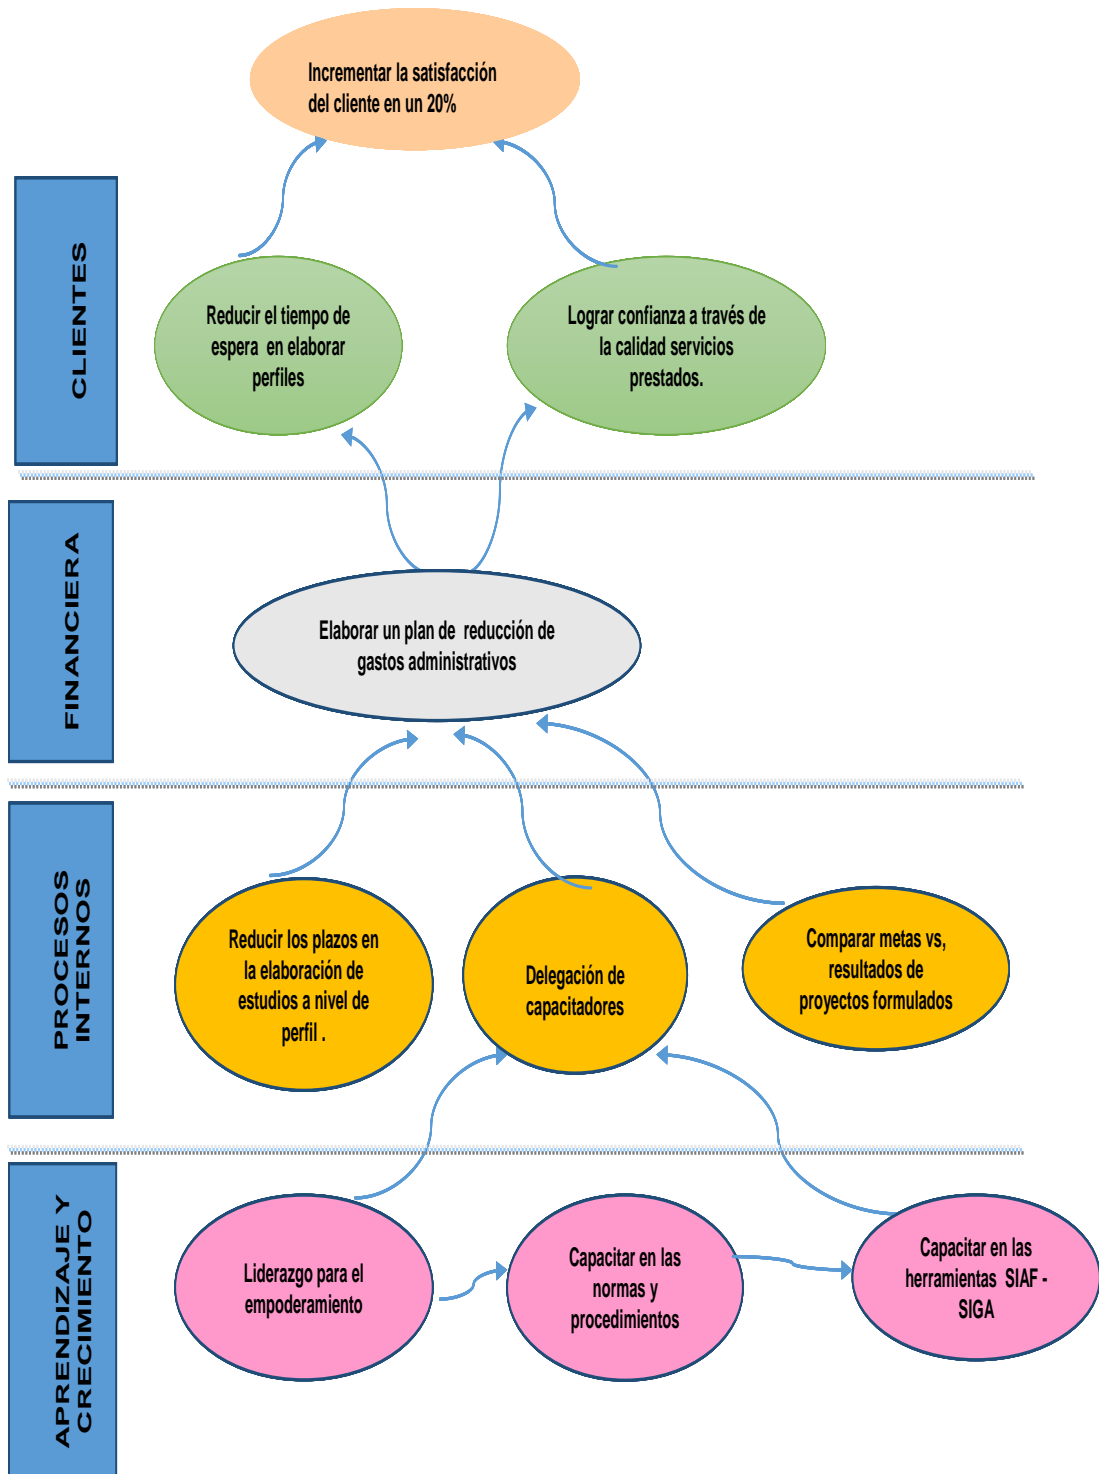 Incrementar la satisfacción
del cliente en un 20%
CLIENTES
Reducir el tiempo de
espera en elaborar
perfiles
Lograr confianza a través de
la calidad servicios
prestados.
FINANCIERA
Elaborar un plan de reducción de
gastos administrativos
PROCESOS
INTERNOS
Reducir los plazos en
la elaboración de
estudios a nivel de
perfil .
Delegación de
capacitadores
Comparar metas vs,
resultados de
proyectos formulados
APRENDIZAJE Y
CRECIMIENTO
Liderazgo para el
empoderamiento
Capacitar en las
normas y
procedimientos
Capacitar en las
herramientas SIAF -
SIGA